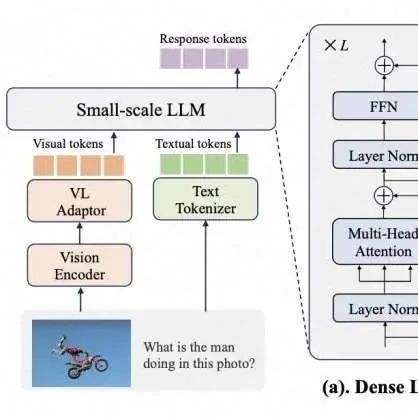 Response tokens
Small-scale LLM
Visual tokens
Textual tokens
VL
Adaptor
Text
Tokenizer
Vision
Encoder
What is the man
doing in this photo?
× L
FFN
Layer Norm
Multi-Head
Attention
Layer Norm
(a). Dense L